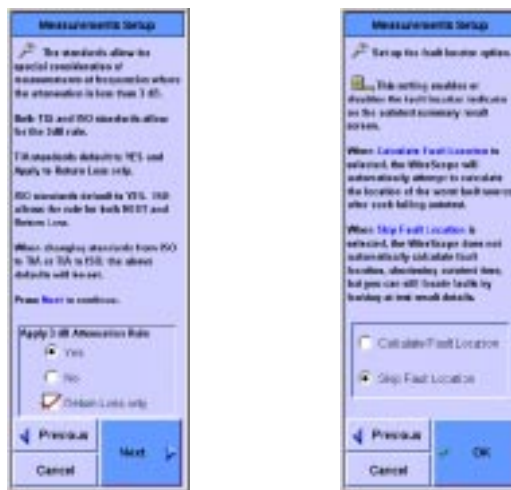 Measurements Setup
The standards allow for
special consideration of
measurements at frequencies where
the attenuation is less than 3 dB.
Both TIA and ISO standards allow
for the 3dB rule.
TIA standards default to YES and
Apply to Return Loss only.
ISO standards default to YES. ISO
allows the rule for both NEXT and
Return Loss.
When changing standards from ISO
to TIA or TIA to ISO, the above
defaults will be set.
Press Next to continue.
Apply 3 dB Attenuation Rule
Yes
No
Return Loss only
Previous
Next
Cancel
Measurements Setup
Set up the fault locator option.
This setting enables or
disables the fault locator
on the autotest summary result
screen.
When Calculate Fault Location is
selected, the WireScope will
automatically attempt to calculate
the location of the worst fault source
after each failing autotest.
When Skip Fault Location is
selected, the WireScope does not
automatically calculate fault
location, shortening autotest time,
but you can still locate faults by
looking at test result details.
Calculate Fault Location
Skip Fault Location
Previous
OK
Cancel